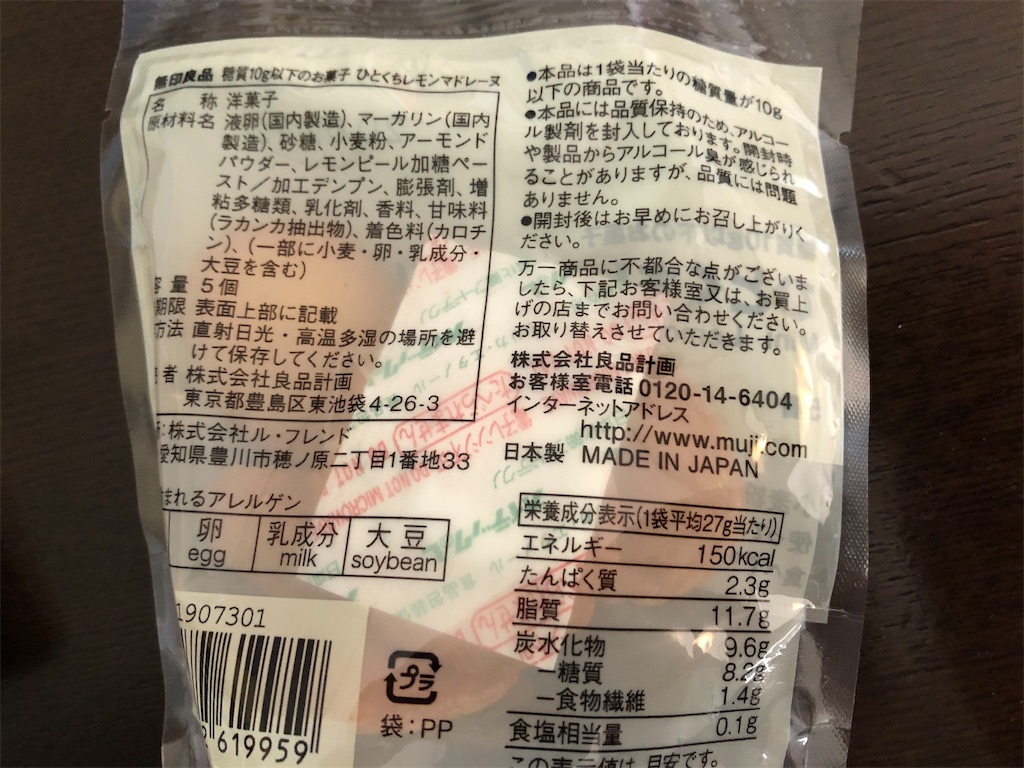 無印良品 糖質10g以下のお菓子 ひとくちレモンマドレーヌ
名 称 洋菓子
原材料名 液卵(国内製造)、マーガリン(国内
製造)、砂糖、小麦粉、アーモンド
パウダー、レモンピール加糖ペー
スト/加工デンプン、膨張剤、増
粘多糖類、乳化剤、香料、甘味料
(ラカンカ抽出物)、着色料(カロチ
ン)、(一部に小麦・卵・乳成分・
大豆を含む)
容 量 5個
期限 表面上部に記載
方法 直射日光・高温多湿の場所を避
けて保存してください。
者 株式会社良品計画
東京都豊島区東池袋4-26-3
:株式会社ル・フレンド
愛知県豊川市穂ノ原二丁目1番地33
まれるアレルゲン
卵 乳成分 大豆
egg milk soybean
1907301
619959
プラ
袋:PP
●本品は1袋当たりの糖質量が10g
以下の商品です。
●本品には品質保持のため、アルコー
ル製剤を封入しております。開封時
や製品からアルコール臭が感じられ
ることがありますが、品質には問題
ありません。
●開封後はお早めにお召し上がりく
ださい。
万一商品に不都合な点がございま
したら、下記お客様室又は、お買上
げの店までお問い合わせください。
お取り替えさせていただきます。
株式会社良品計画
お客様室電話 0120-14-6404
インターネットアドレス
http://www.muji.com
日本製 MADE IN JAPAN
栄養成分表示(1袋平均27g当たり)
エネルギー 150kcal
たんぱく質 2.3g
脂質 11.7g
炭水化物 9.6g
ー糖質 8.2g
ー食物繊維 1.4g
食塩相当量 0.1g
この表示値は、目安です。